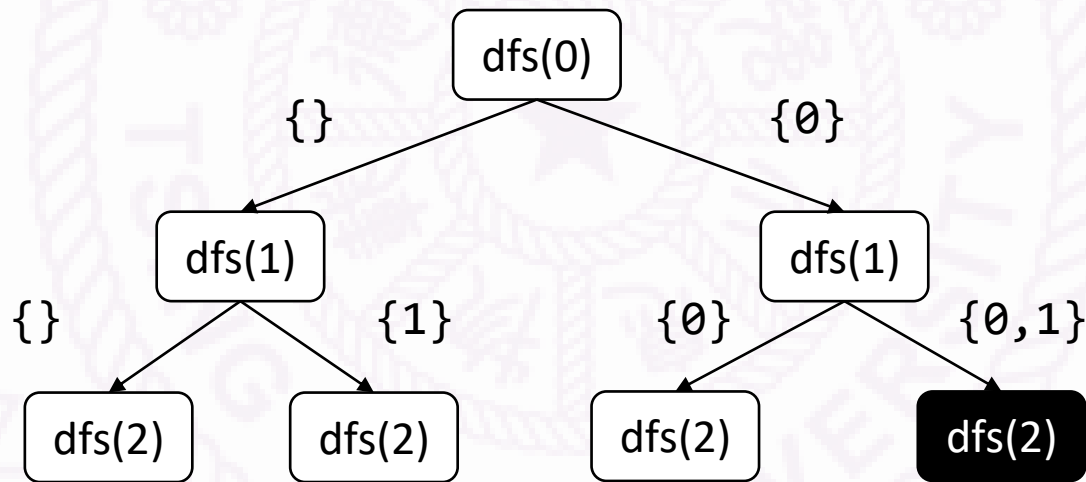 dfs(0)
{} {0}
dfs(1) dfs(1)
{} {1} {0} {0,1}
dfs(2) dfs(2) dfs(2) dfs(2)